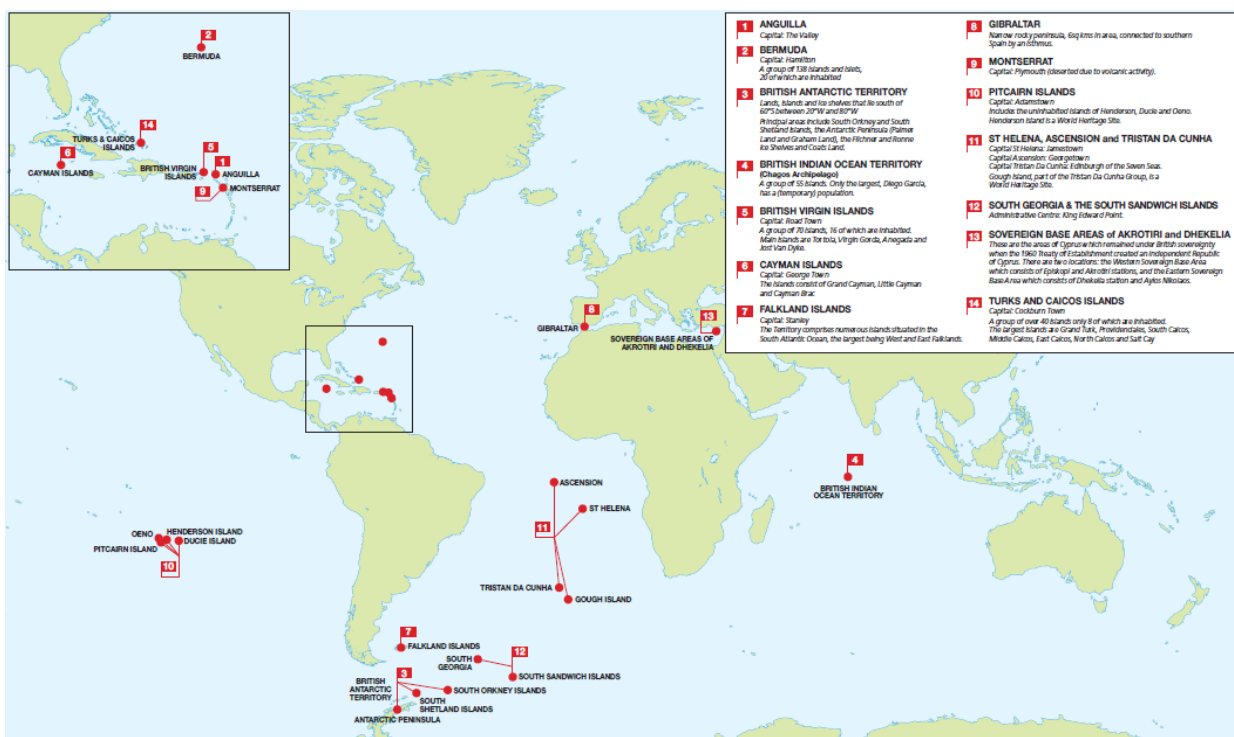 2
BERMUDA
14
TURKS & CAICOS
ISLANDS
6
CAYMAN ISLANDS
5
BRITISH VIRGIN
ISLANDS
1
ANGUILLA
9
MONTSERRAT
1
ANGUILLA
Capital: The Valley
2
BERMUDA
Capital: Hamilton
A group of 138 islands and islets,
20 of which are inhabited
3
BRITISH ANTARCTIC TERRITORY
Lands, islands and ice shelves that lie south of
60°S between 20°W and 80°W
Principal areas include South Orkney and South
Shetland Islands, the Antarctic Peninsula (Palmer
Land and Graham Land), the Filchner and Ronne
Ice Shelves and Coats Land.
4
BRITISH INDIAN OCEAN TERRITORY
(Chagos Archipelago)
A group of 55 islands. Only the largest, Diego Garcia,
has a (temporary) population.
5
BRITISH VIRGIN ISLANDS
Capital: Road Town
A group of 70 islands, 16 of which are inhabited.
Main islands are Tortola, Virgin Gorda, Anegada and
Jost Van Dyke.
6
CAYMAN ISLANDS
Capital: George Town
The islands consist of Grand Cayman, Little Cayman
and Cayman Brac
7
FALKLAND ISLANDS
Capital: Stanley
The Territory comprises numerous islands situated in the
South Atlantic Ocean, the largest being West and East Falklands.
8
GIBRALTAR
Narrow rocky peninsula, 6sq kms in area, connected to southern
Spain by an isthmus.
9
MONTSERRAT
Capital: Plymouth (deserted due to volcanic activity).
10
PITCAIRN ISLANDS
Capital: Adamstown
Includes the uninhabited islands of Henderson, Ducie and Oeno.
Henderson Island is a World Heritage Site.
11
ST HELENA, ASCENSION and TRISTAN DA CUNHA
Capital St Helena: Jamestown
Capital Ascension: Georgetown
Capital Tristan Da Cunha: Edinburgh of the Seven Seas.
Gough Island, part of the Tristan Da Cunha Group, is a
World Heritage Site.
12
SOUTH GEORGIA & THE SOUTH SANDWICH ISLANDS
Administrative Centre: King Edward Point.
13
SOVEREIGN BASE AREAS of AKROTIRI and DHEKELIA
These are the areas of Cyprus which remained under British sovereignty
when the 1960 Treaty of Establishment created an Independent Republic
of Cyprus. There are two locations: the Western Sovereign Base Area
which consists of Episkopi and Akrotiri stations, and the Eastern Sovereign
Base Area which consists of Dhekelia station and Ayios Nikolaos.
14
TURKS AND CAICOS ISLANDS
Capital: Cockburn Town
A group of over 40 islands only 8 of which are inhabited.
The largest islands are Grand Turk, Providenciales, South Caicos,
Middle Caicos, East Caicos, North Caicos and Salt Cay
8
GIBRALTAR
13
SOVEREIGN BASE AREAS OF
AKROTIRI AND DHEKELIA
4
BRITISH INDIAN
OCEAN TERRITORY
ASCENSION
ST HELENA
11
TRISTAN DA CUNHA
GOUGH ISLAND
OENO
HENDERSON ISLAND
PITCAIRN ISLAND
DUCIE ISLAND
10
7
FALKLAND ISLANDS
12
SOUTH
GEORGIA
SOUTH SANDWICH ISLANDS
3
BRITISH
ANTARCTIC
TERRITORY
SOUTH ORKNEY ISLANDS
SOUTH
SHETLAND ISLANDS
ANTARCTIC PENINSULA